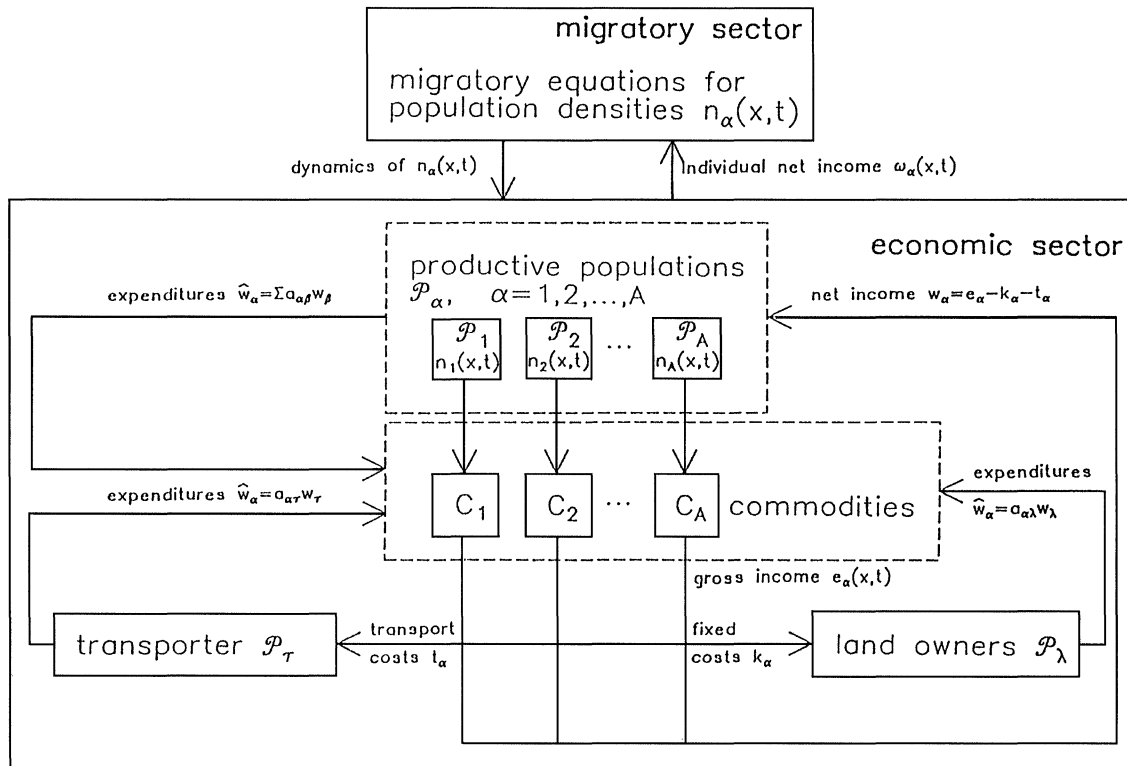 migratory sector
migratory equations for
population densities nα(x,t)
dynamics of nα(x,t)
individual net income ωα(x,t)
economic sector
productive populations
𝒫α, α=1,2,...,A
expenditures ŵα=Σaαβwβ
net income wα=eα−kα−tα
𝒫1 𝒫2 ... 𝒫A
n1(x,t) n2(x,t) nA(x,t)
expenditures ŵα=aατwτ
C1 C2 ... CA commodities
expenditures
ŵα=aαλwλ
gross income eα(x,t)
transporter 𝒫τ
transport
costs tα
fixed
costs kα
land owners 𝒫λ